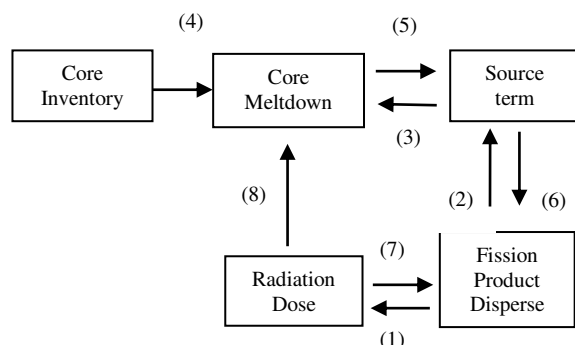 (4)
(5)
Core
Inventory
Core
Meltdown
Source
term
(3)
(8)
(2)
(6)
(7)
Radiation
Dose
Fission
Product
Disperse
(1)